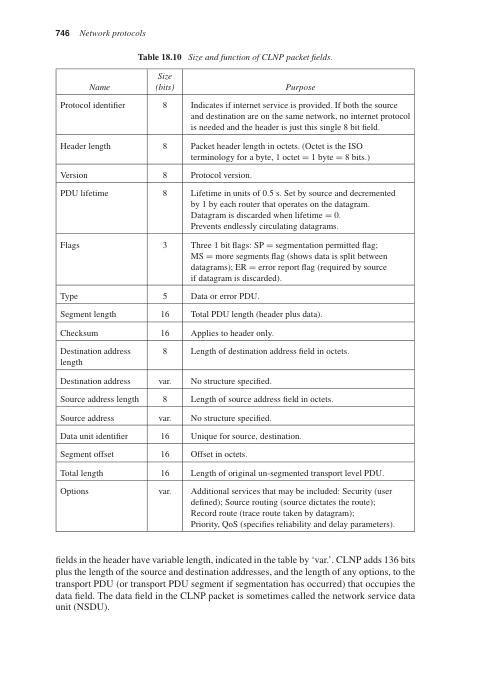 746 Network protocols
Table 18.10 Size and function of CLNP packet fields.
Name
Size
(bits)
Purpose
Protocol identifier 8 Indicates if internet service is provided. If both the source
and destination are on the same network, no internet protocol
is needed and the header is just this single 8 bit field.
Header length 8 Packet header length in octets. (Octet is the ISO
terminology for a byte, 1 octet = 1 byte = 8 bits.)
Version 8 Protocol version.
PDU lifetime 8 Lifetime in units of 0.5 s. Set by source and decremented
by 1 by each router that operates on the datagram.
Datagram is discarded when lifetime = 0.
Prevents endlessly circulating datagrams.
Flags 3 Three 1 bit flags: SP = segmentation permitted flag;
MS = more segments flag (shows data is split between
datagrams); ER = error report flag (required by source
if datagram is discarded).
Type 5 Data or error PDU.
Segment length 16 Total PDU length (header plus data).
Checksum 16 Applies to header only.
Destination address 8 Length of destination address field in octets.
length
Destination address var. No structure specified.
Source address length 8 Length of source address field in octets.
Source address var. No structure specified.
Data unit identifier 16 Unique for source, destination.
Segment offset 16 Offset in octets.
Total length 16 Length of original un-segmented transport level PDU.
Options var. Additional services that may be included: Security (user
defined); Source routing (source dictates the route);
Record route (trace route taken by datagram);
Priority, QoS (specifies reliability and delay parameters).
fields in the header have variable length, indicated in the table by ‘var.’. CLNP adds 136 bits
plus the length of the source and destination addresses, and the length of any options, to the
transport PDU (or transport PDU segment if segmentation has occurred) that occupies the
data field. The data field in the CLNP packet is sometimes called the network service data
unit (NSDU).